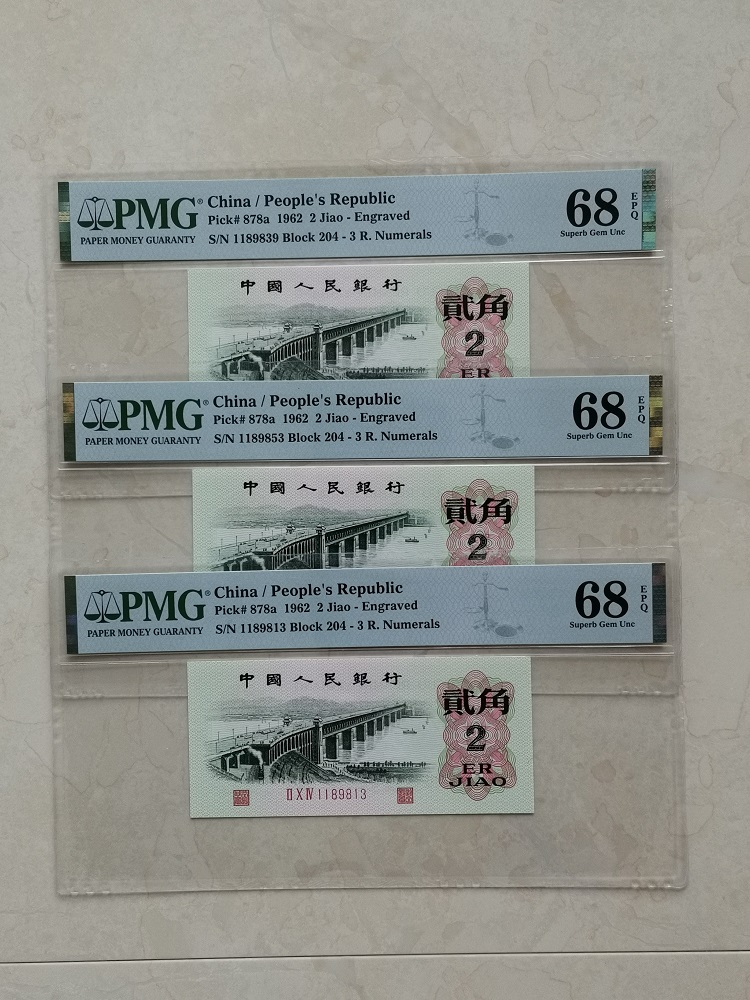 PMG®
PAPER MONEY GUARANTY
China / People's Republic
Pick# 878a 1962 2 Jiao - Engraved
S/N 1189839 Block 204 - 3 R. Numerals
68
EPQ
Superb Gem Unc
中國人民銀行
貳角
2
ER
PMG®
PAPER MONEY GUARANTY
China / People's Republic
Pick# 878a 1962 2 Jiao - Engraved
S/N 1189853 Block 204 - 3 R. Numerals
68
EPQ
Superb Gem Unc
中國人民銀行
貳角
2
PMG®
PAPER MONEY GUARANTY
China / People's Republic
Pick# 878a 1962 2 Jiao - Engraved
S/N 1189813 Block 204 - 3 R. Numerals
68
EPQ
Superb Gem Unc
中國人民銀行
貳角
2
ER
JIAO
ⅡⅩⅣ 1189813